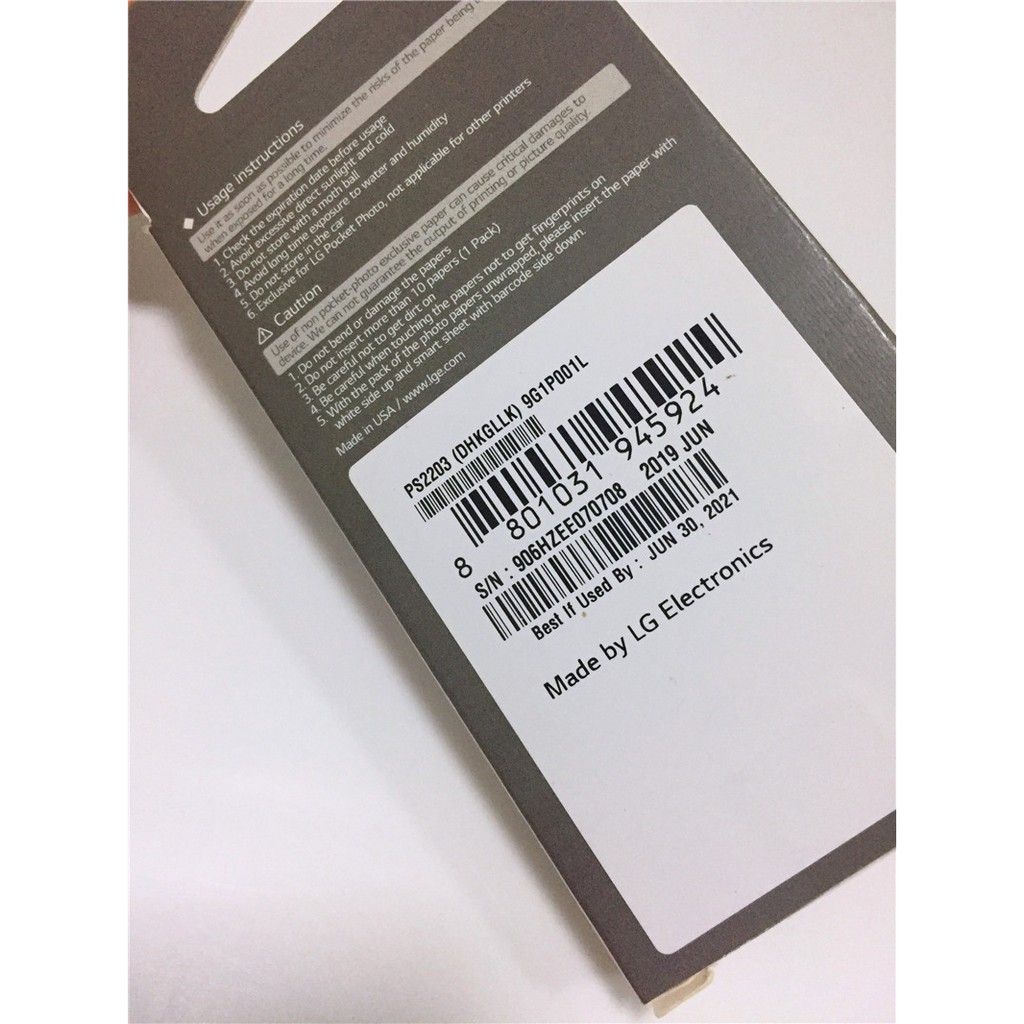 Usage instructions
Use it as soon as possible to minimize the risks of the paper being
when exposed for a long time.
1. Check the expiration date before usage
2. Avoid excessive direct sunlight and cold
3. Do not store with a moth ball
4. Avoid long time exposure to water and humidity
5. Do not store in the car
6. Exclusive for LG Pocket Photo, not applicable for other printers
Caution
Use of non pocket-photo exclusive paper can cause critical damages to
device. We can not guarantee the output of printing or picture quality.
1. Do not bend or damage the papers
2. Do not insert more than 10 papers (1 Pack)
3. Be careful not to get dirt on
4. Be careful when touching the papers not to get fingerprints on
5. With the pack of the photo papers unwrapped, please insert the paper with
white side up and smart sheet with barcode side down.
Made in USA / www.lge.com
PS2203 (DHKGLLK) 9G1P001L
8 801031 945924
S/N : 906HZEE070708 2019 JUN
Best If Used By : JUN 30, 2021
Made by LG Electronics